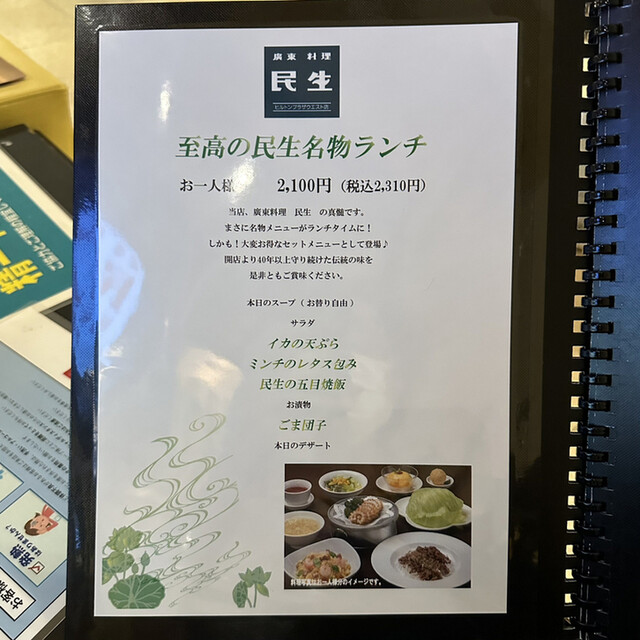 廣東料理
民生
ヒルトンプラザウエスト店
至高の民生名物ランチ
お一人様 2,100円（税込2,310円）
当店、廣東料理 民生 の真髄です。
まさに名物メニューがランチタイムに！
しかも！大変お得なセットメニューとして登場♪
開店より40年以上守り続けた伝統の味を
是非ともご賞味ください。
本日のスープ（お替り自由）
サラダ
イカの天ぷら
ミンチのレタス包み
民生の五目焼飯
お漬物
ごま団子
本日のデザート
料理写真はお一人様分のイメージです。
発熱
お客様